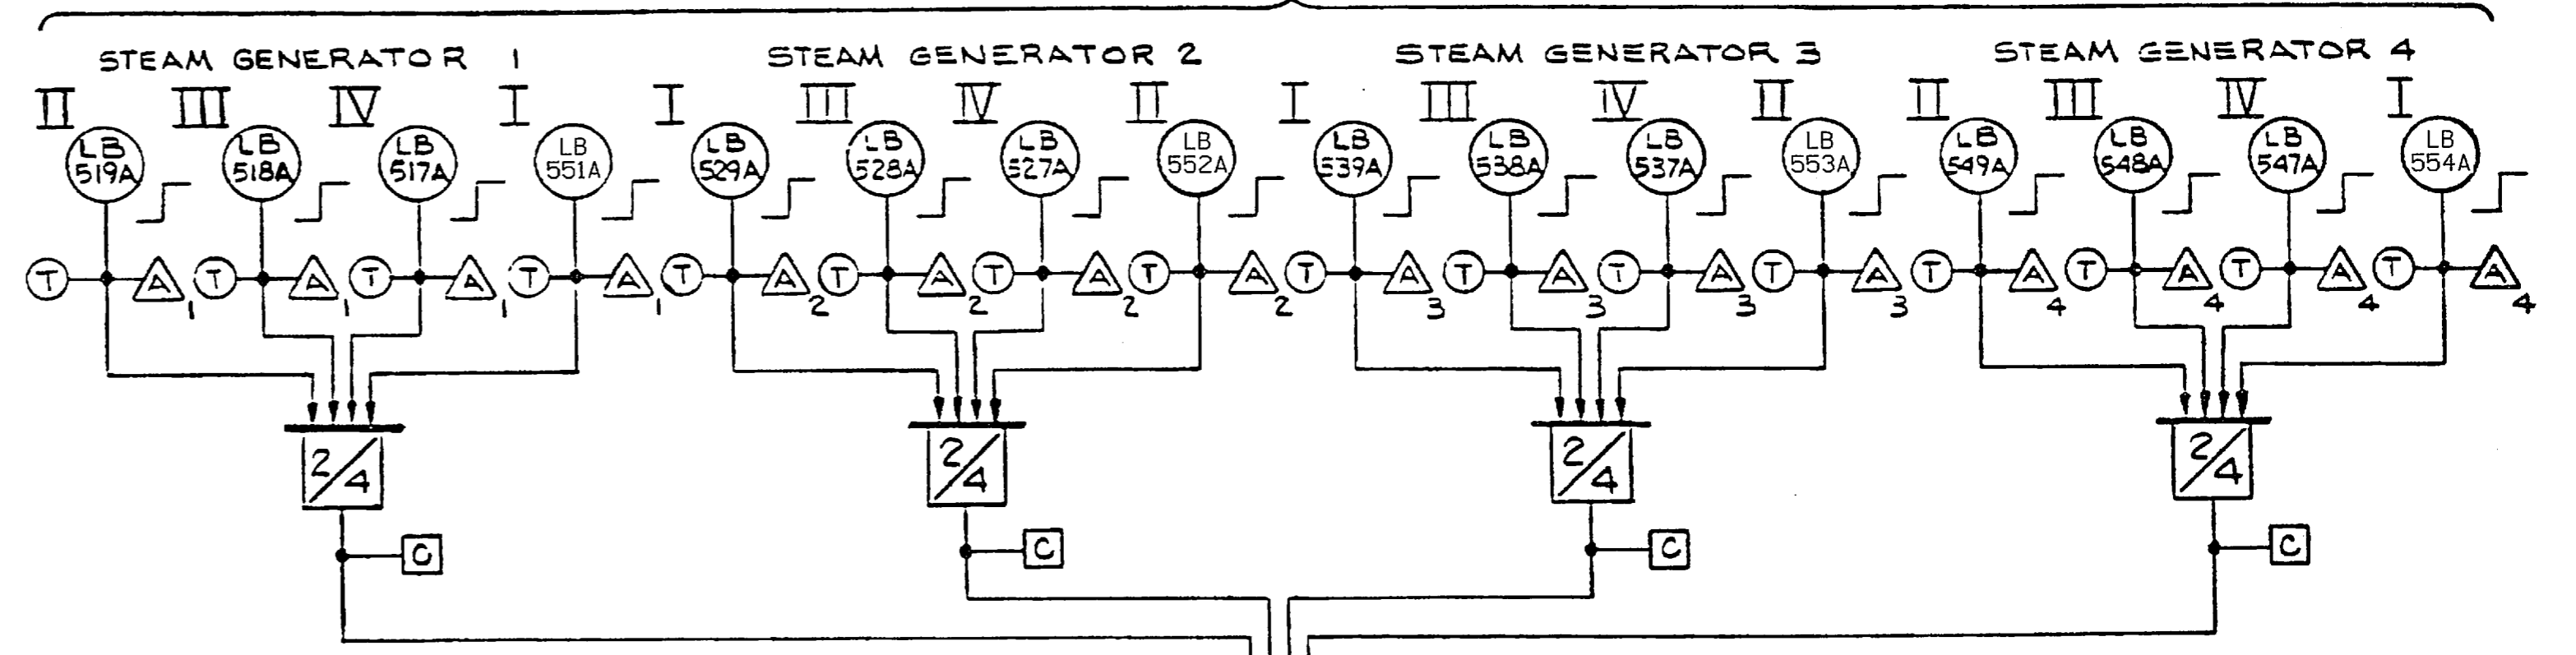 STEAM GENERATOR 1 STEAM GENERATOR 2 STEAM GENERATOR 3 STEAM GENERATOR 4
II III IV I I III IV II I III IV II II III IV I
LB LB LB LB LB LB LB LB LB LB LB LB LB LB LB LB
519A 518A 517A 551A 529A 528A 527A 552A 539A 538A 537A 553A 549A 548A 547A 554A
T A T A T A T A T A T A T A T A T A T A T A T A T A T A T A T A
1 1 1 1 2 2 2 2 3 3 3 3 4 4 4 4
2/4 2/4 2/4 2/4
C C C C